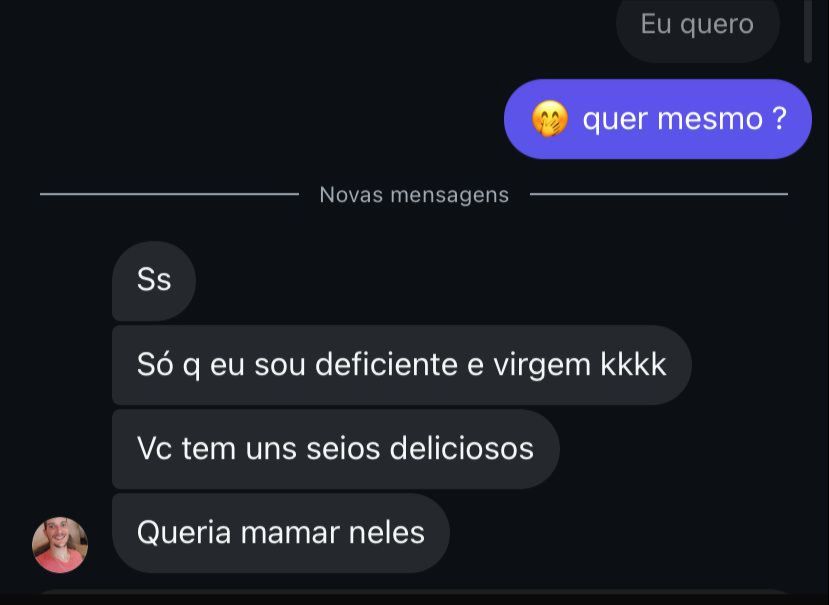 Eu quero
🤭 quer mesmo ?
Novas mensagens
Ss
Só q eu sou deficiente e virgem kkkk
Vc tem uns seios deliciosos
Queria mamar neles